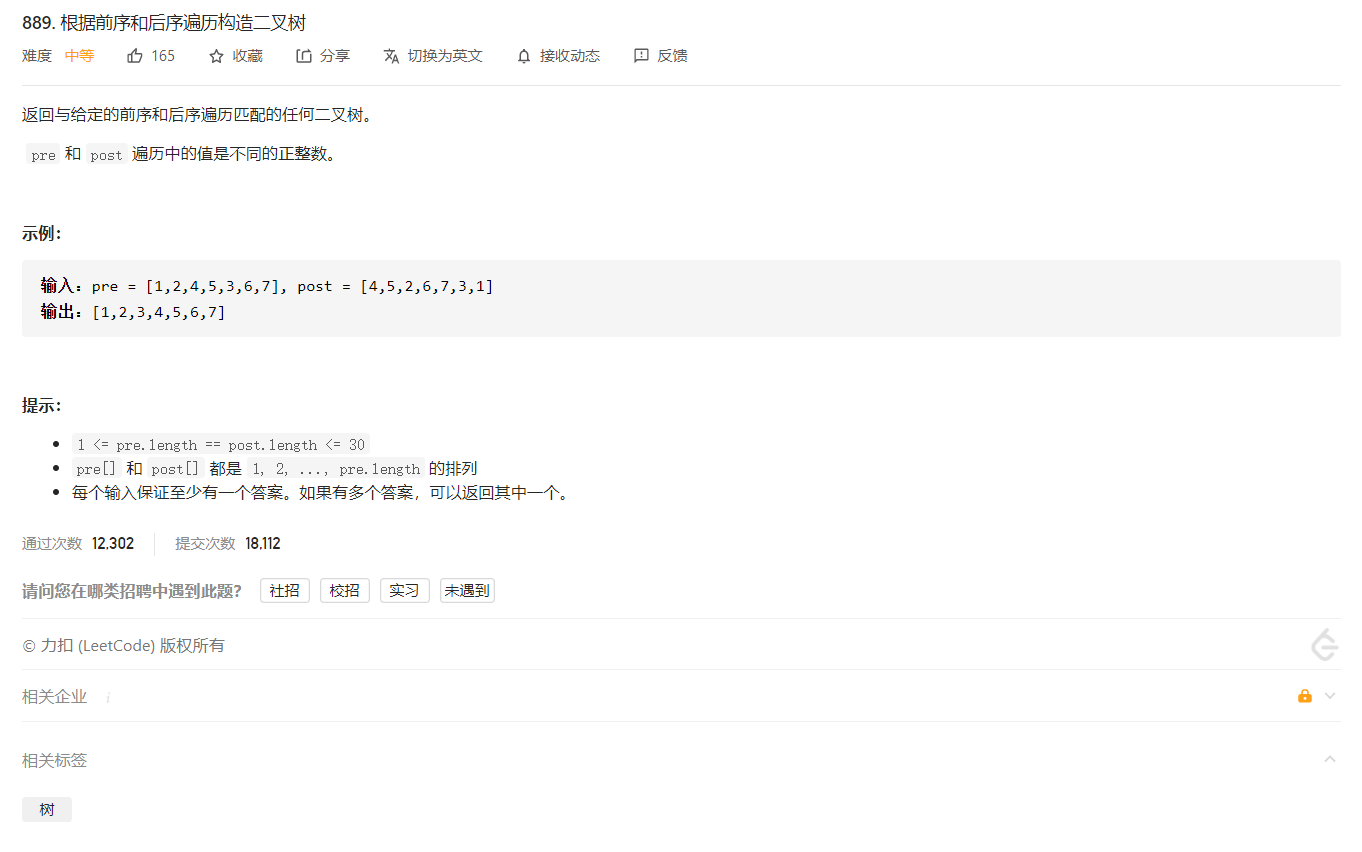 889. 根据前序和后序遍历构造二叉树
难度 中等 165 收藏 分享 切换为英文 接收动态 反馈
返回与给定的前序和后序遍历匹配的任何二叉树。
pre 和 post 遍历中的值是不同的正整数。
示例：
输入：pre = [1,2,4,5,3,6,7], post = [4,5,2,6,7,3,1]
输出：[1,2,3,4,5,6,7]
提示：
1 <= pre.length == post.length <= 30
pre[] 和 post[] 都是 1, 2, ..., pre.length 的排列
每个输入保证至少有一个答案。如果有多个答案，可以返回其中一个。
通过次数 12,302 提交次数 18,112
请问您在哪类招聘中遇到此题？ 社招 校招 实习 未遇到
© 力扣 (LeetCode) 版权所有
相关企业 i
相关标签
树